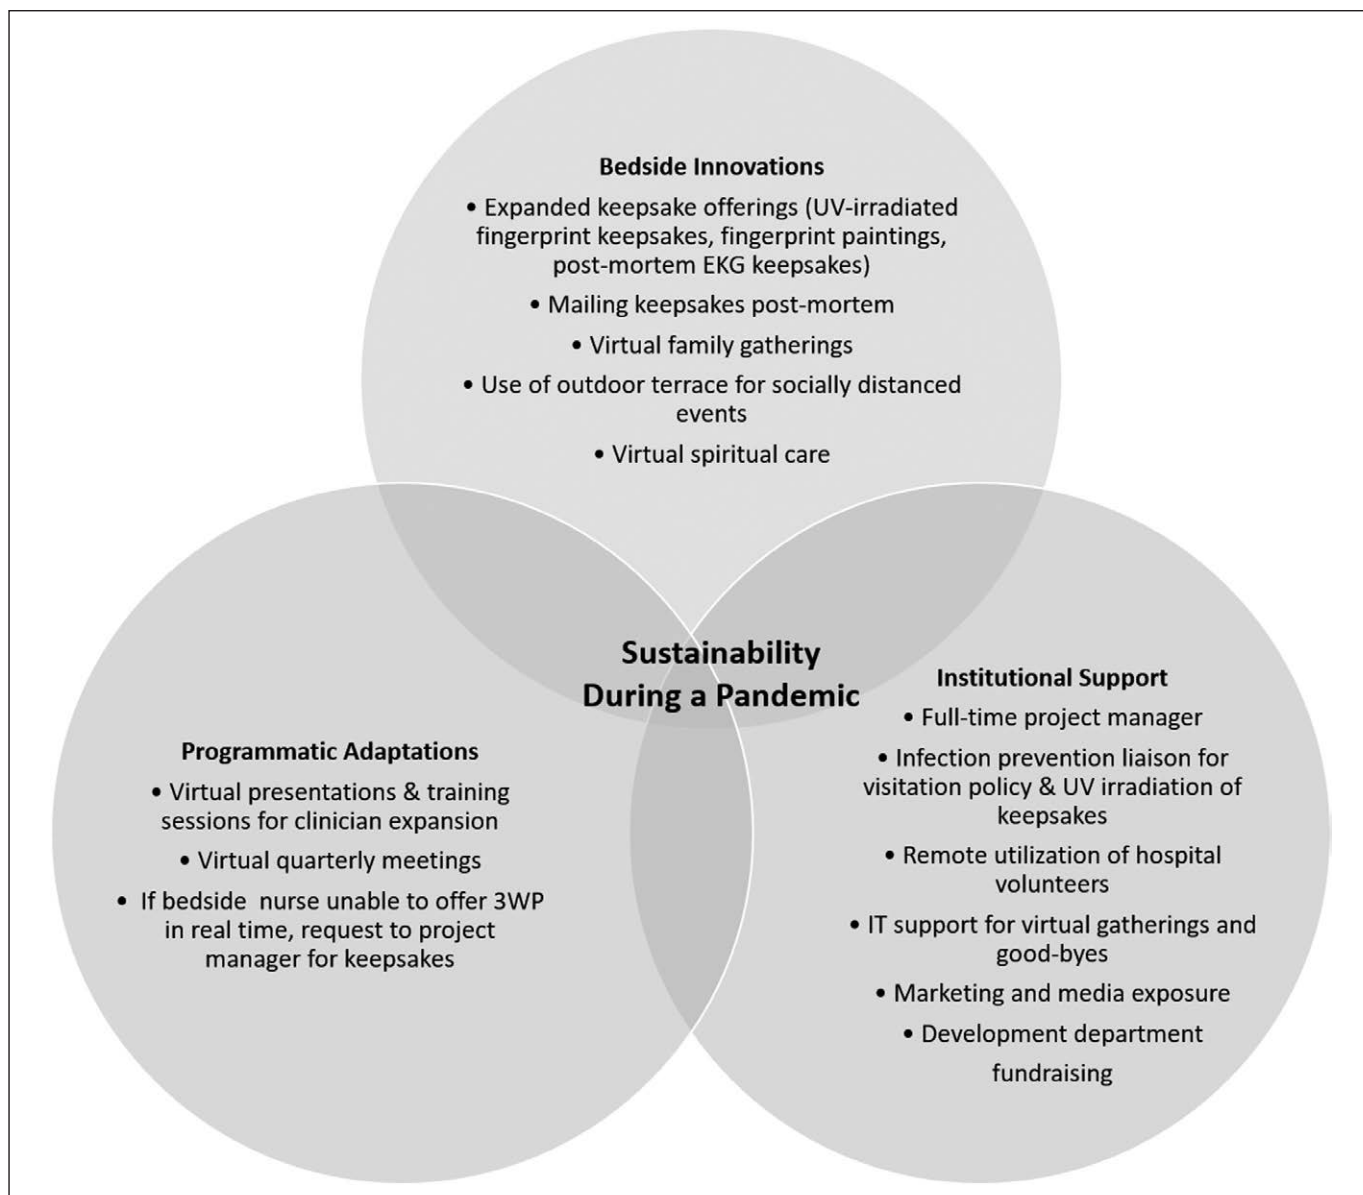 Bedside Innovations
• Expanded keepsake offerings (UV-irradiated
fingerprint keepsakes, fingerprint paintings,
post-mortem EKG keepsakes)
• Mailing keepsakes post-mortem
• Virtual family gatherings
• Use of outdoor terrace for socially distanced
events
• Virtual spiritual care
Sustainability
During a Pandemic
Programmatic Adaptations
• Virtual presentations & training
sessions for clinician expansion
• Virtual quarterly meetings
• If bedside nurse unable to offer 3WP
in real time, request to project
manager for keepsakes
Institutional Support
• Full-time project manager
• Infection prevention liaison for
visitation policy & UV irradiation of
keepsakes
• Remote utilization of hospital
volunteers
• IT support for virtual gatherings and
good-byes
• Marketing and media exposure
• Development department
fundraising